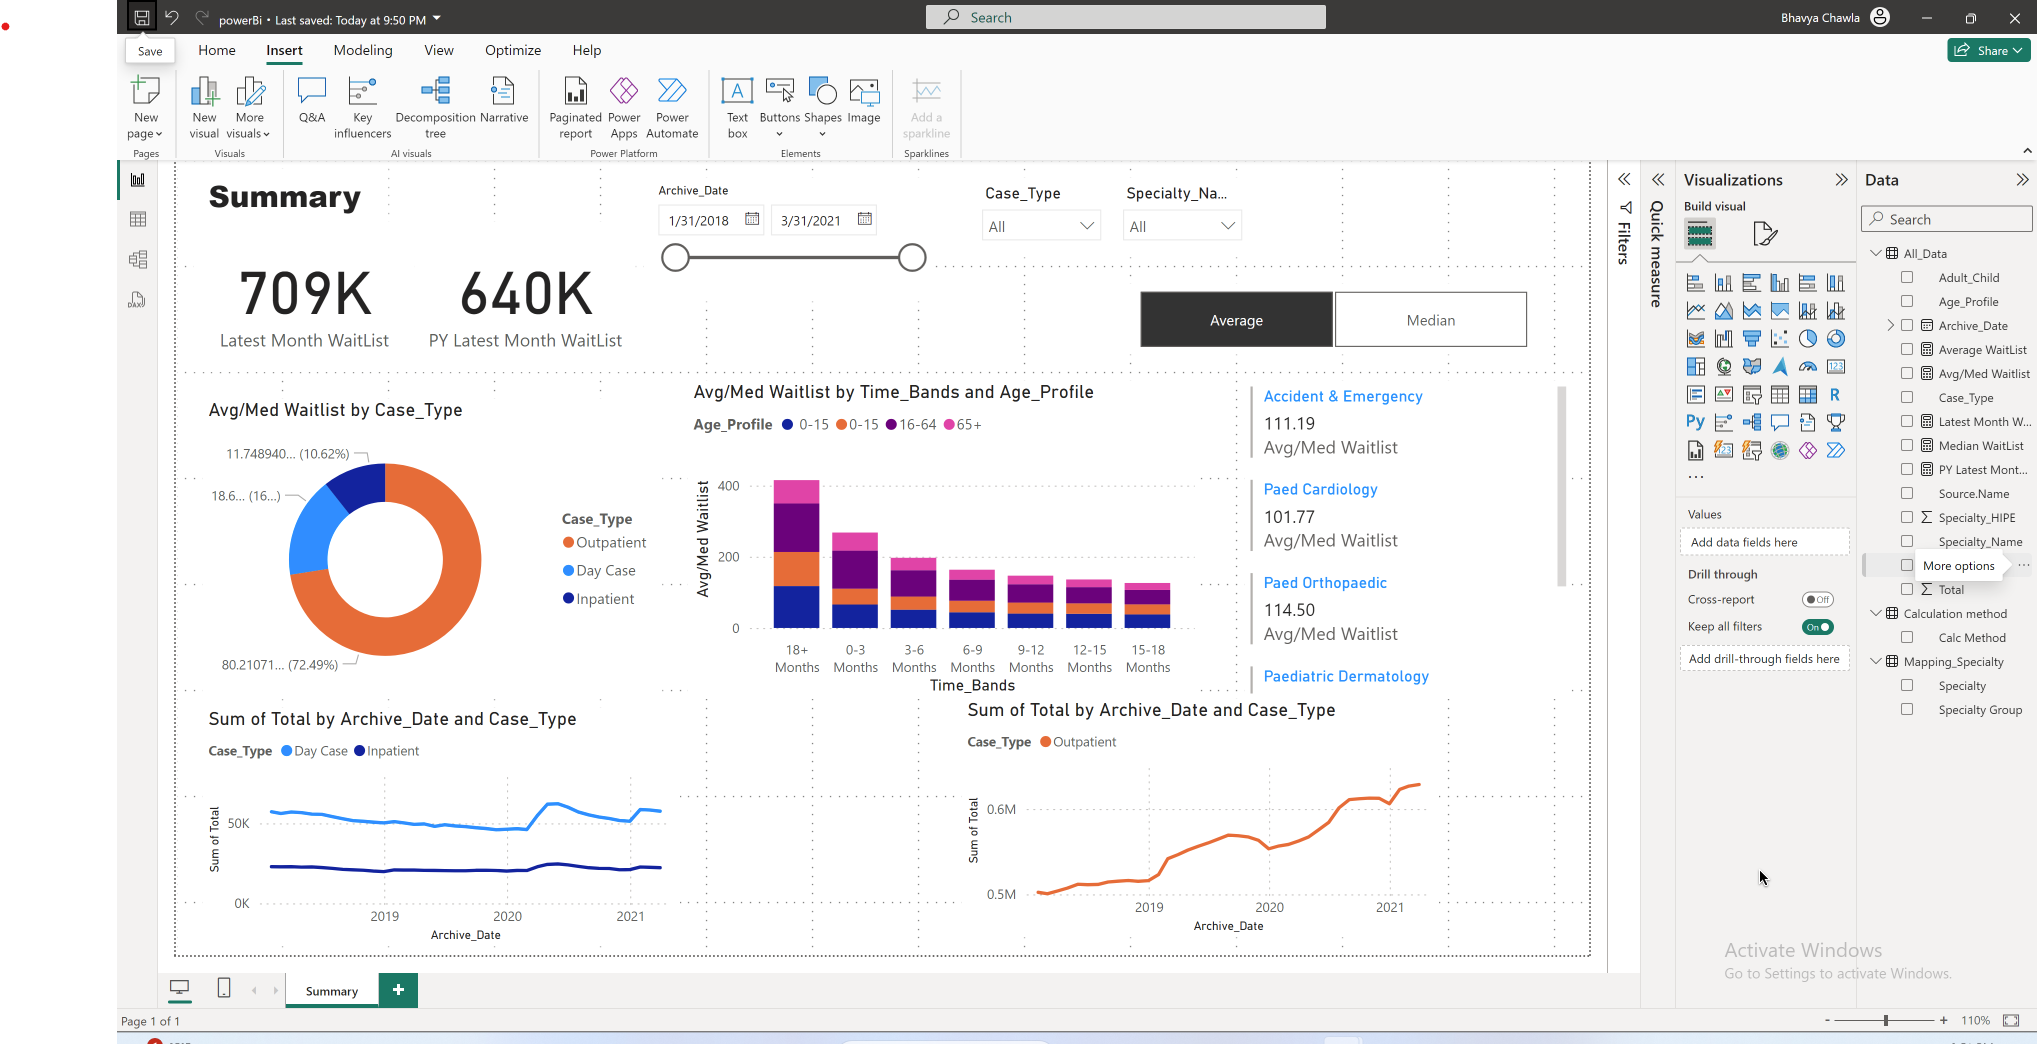 powerBi • Last saved: Today at 9:50 PM
Search
Bhavya Chawla
Save
Home
Insert
Modeling
View
Optimize
Help
Share
New page
New visual
More visuals
Q&A
Key influencers
Decomposition tree
Narrative
Paginated report
Power Apps
Power Automate
Text box
Buttons
Shapes
Image
Add a sparkline
Pages
Visuals
AI visuals
Power Platform
Elements
Sparklines
Summary
Archive_Date
1/31/2018
3/31/2021
Case_Type
All
Specialty_Na...
All
709K
Latest Month WaitList
640K
PY Latest Month WaitList
Average
Median
Avg/Med Waitlist by Case_Type
11.748940... (10.62%)
18.6... (16...)
80.21071... (72.49%)
Case_Type
Outpatient
Day Case
Inpatient
Avg/Med Waitlist by Time_Bands and Age_Profile
Age_Profile 0-15 0-15 16-64 65+
Avg/Med Waitlist
400
200
0
18+ Months
0-3 Months
3-6 Months
6-9 Months
9-12 Months
12-15 Months
15-18 Months
Time_Bands
Accident & Emergency
111.19
Avg/Med Waitlist
Paed Cardiology
101.77
Avg/Med Waitlist
Paed Orthopaedic
114.50
Avg/Med Waitlist
Paediatric Dermatology
Sum of Total by Archive_Date and Case_Type
Case_Type Day Case Inpatient
Sum of Total
50K
0K
2019 2020 2021
Archive_Date
Sum of Total by Archive_Date and Case_Type
Case_Type Outpatient
Sum of Total
0.6M
0.5M
2019 2020 2021
Archive_Date
Filters
Quick measure
Visualizations
Build visual
123
R
Py
123
...
Values
Add data fields here
Drill through
Cross-report
Off
Keep all filters
On
Add drill-through fields here
Data
Search
All_Data
Adult_Child
Age_Profile
Archive_Date
Average WaitList
Avg/Med Waitlist
Case_Type
Latest Month W...
Median WaitList
PY Latest Mont...
Source.Name
Specialty_HIPE
Specialty_Name
More options
Total
Calculation method
Calc Method
Mapping_Specialty
Specialty
Specialty Group
Activate Windows
Go to Settings to activate Windows.
Summary
Page 1 of 1
- + 110%